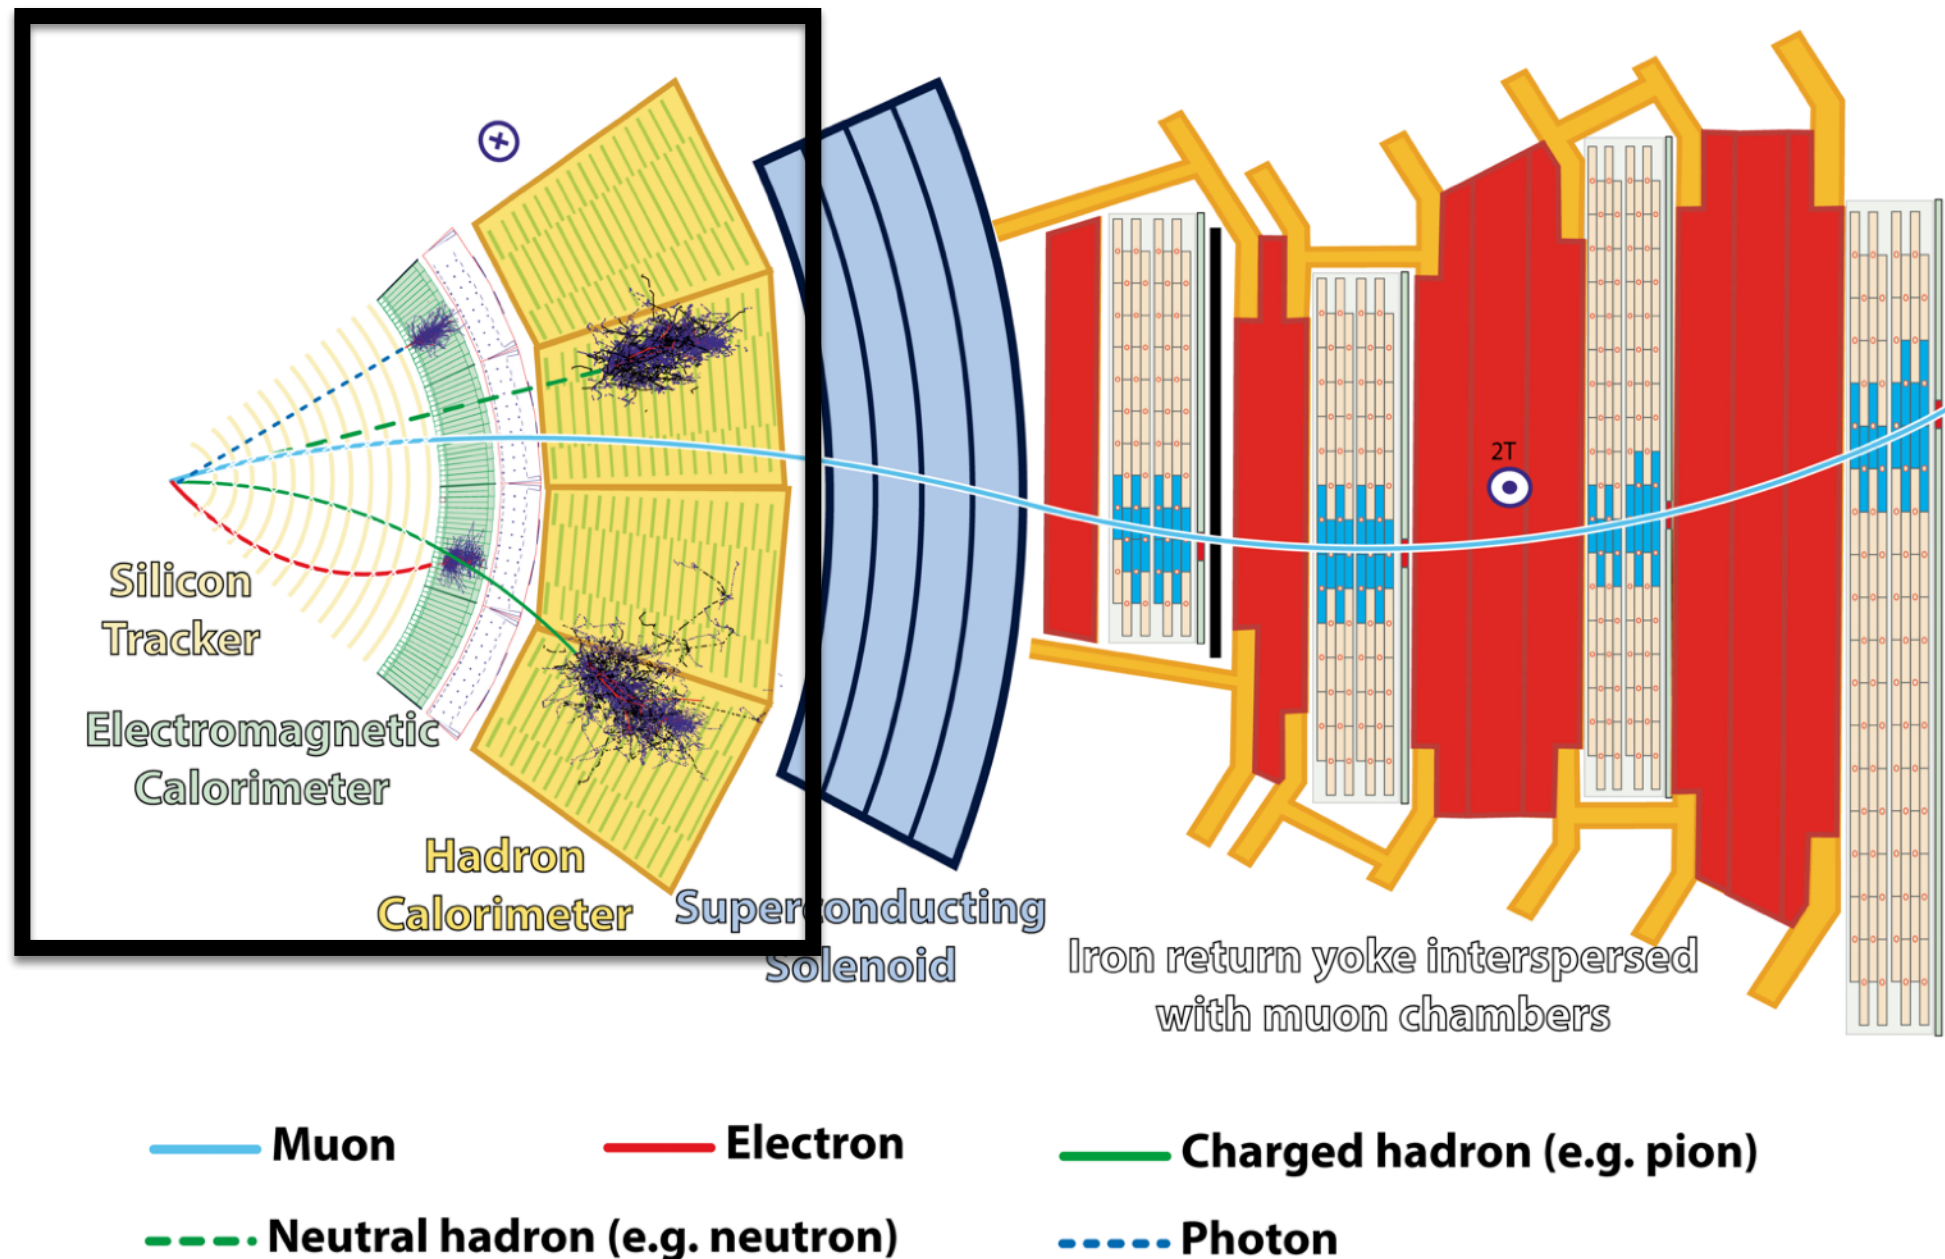 2T
Silicon
Tracker
Electromagnetic
Calorimeter
Hadron
Calorimeter
Superconducting
Solenoid
Iron return yoke interspersed
with muon chambers
Muon
Electron
Charged hadron (e.g. pion)
Neutral hadron (e.g. neutron)
Photon